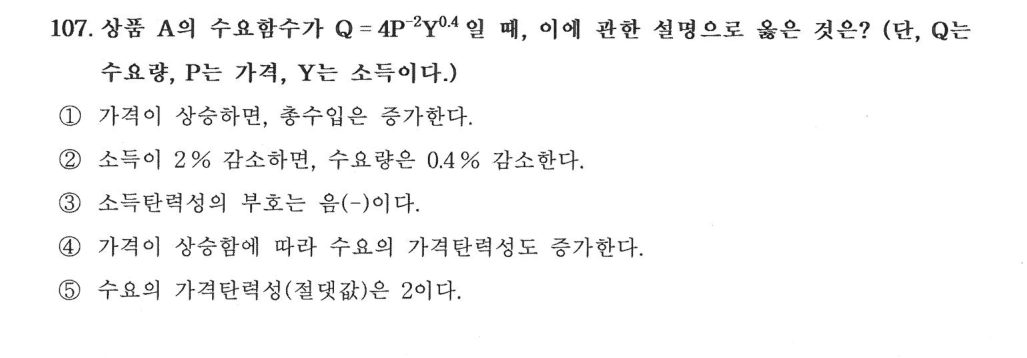 107. 상품 A의 수요함수가 Q = 4P⁻²Y⁰·⁴ 일 때, 이에 관한 설명으로 옳은 것은? (단, Q는
수요량, P는 가격, Y는 소득이다.)
① 가격이 상승하면, 총수입은 증가한다.
② 소득이 2% 감소하면, 수요량은 0.4% 감소한다.
③ 소득탄력성의 부호는 음(-)이다.
④ 가격이 상승함에 따라 수요의 가격탄력성도 증가한다.
⑤ 수요의 가격탄력성(절댓값)은 2이다.